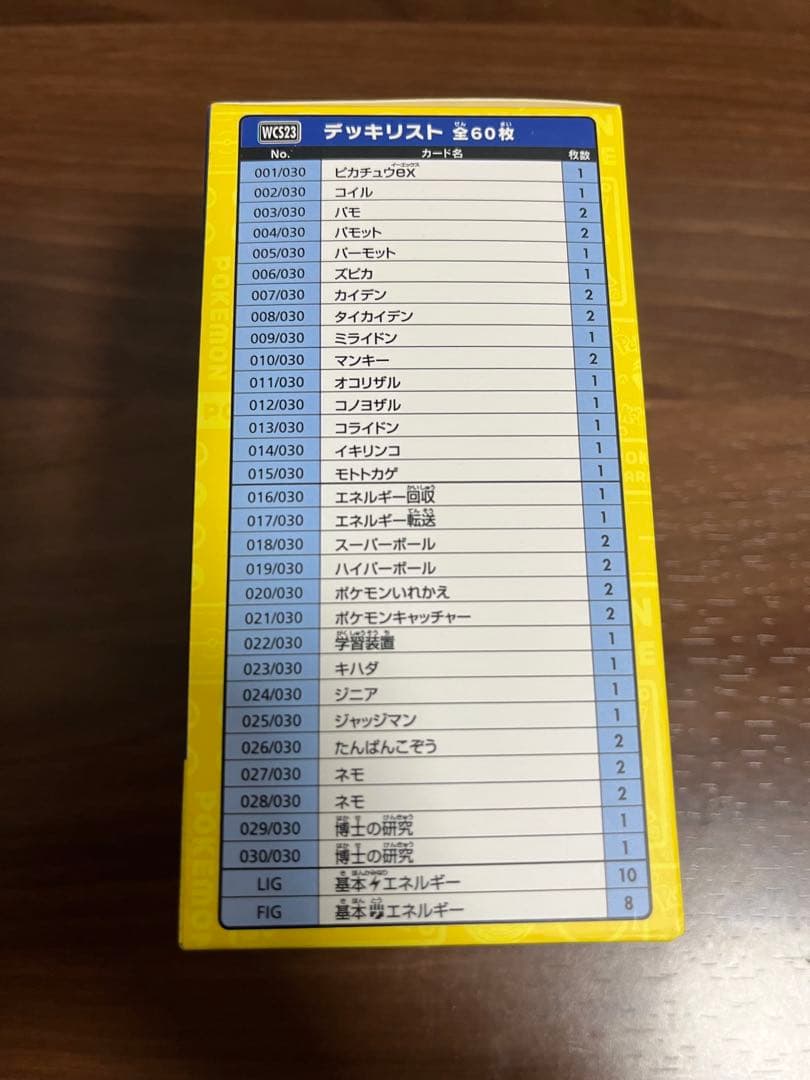 WCS23 デッキリスト 全60枚
No. カード名 枚数
001/030 ピカチュウex 1
002/030 コイル 1
003/030 パモ 2
004/030 パモット 2
005/030 パーモット 1
006/030 ズピカ 1
007/030 カイデン 2
008/030 タイカイデン 2
009/030 ミライドン 1
010/030 マンキー 2
011/030 オコリザル 1
012/030 コノヨザル 1
013/030 コライドン 1
014/030 イキリンコ 1
015/030 モトトカゲ 1
016/030 エネルギー回収 1
017/030 エネルギー転送 1
018/030 スーパーボール 2
019/030 ハイパーボール 2
020/030 ポケモンいれかえ 2
021/030 ポケモンキャッチャー 2
022/030 学習装置 1
023/030 キハダ 1
024/030 ジニア 1
025/030 ジャッジマン 1
026/030 たんぱんこぞう 2
027/030 ネモ 2
028/030 ネモ 2
029/030 博士の研究 1
030/030 博士の研究 1
LIG 基本エネルギー 10
FIG 基本エネルギー 8
POKEMON